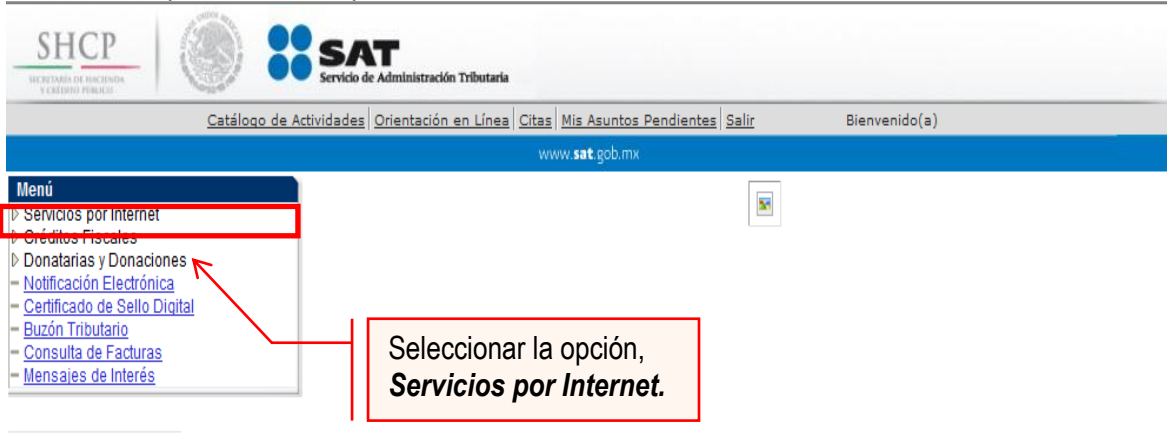 SHCP
SECRETARÍA DE HACIENDA
Y CRÉDITO PÚBLICO
SAT
Servicio de Administración Tributaria
Catálogo de Actividades Orientación en Línea Citas Mis Asuntos Pendientes Salir Bienvenido(a)
www.sat.gob.mx
Menú
Servicios por Internet
Créditos Fiscales
Donatarias y Donaciones
Notificación Electrónica
Certificado de Sello Digital
Buzón Tributario
Consulta de Facturas
Mensajes de Interés
Seleccionar la opción,
Servicios por Internet.